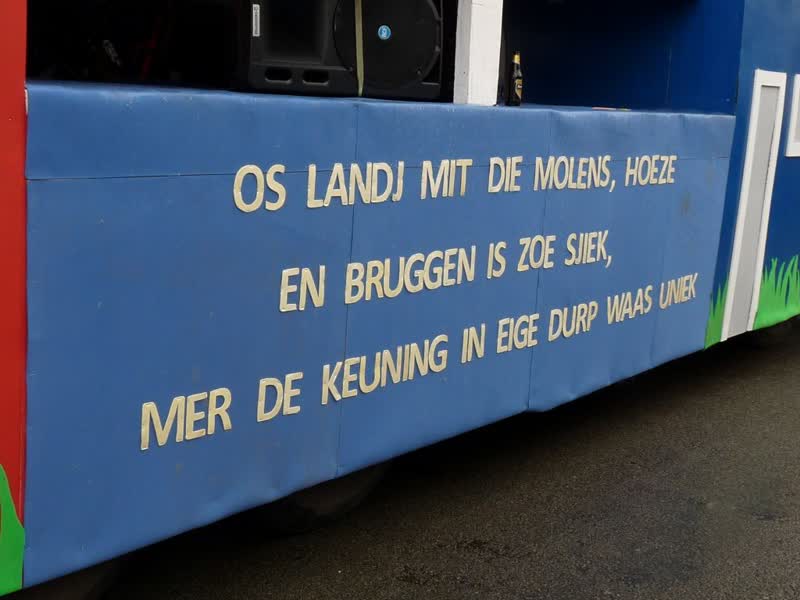 OS LANDJ MIT DIE MOLENS, HOEZE
EN BRUGGEN IS ZOE SJIEK,
MER DE KEUNING IN EIGE DURP WAAS UNIEK